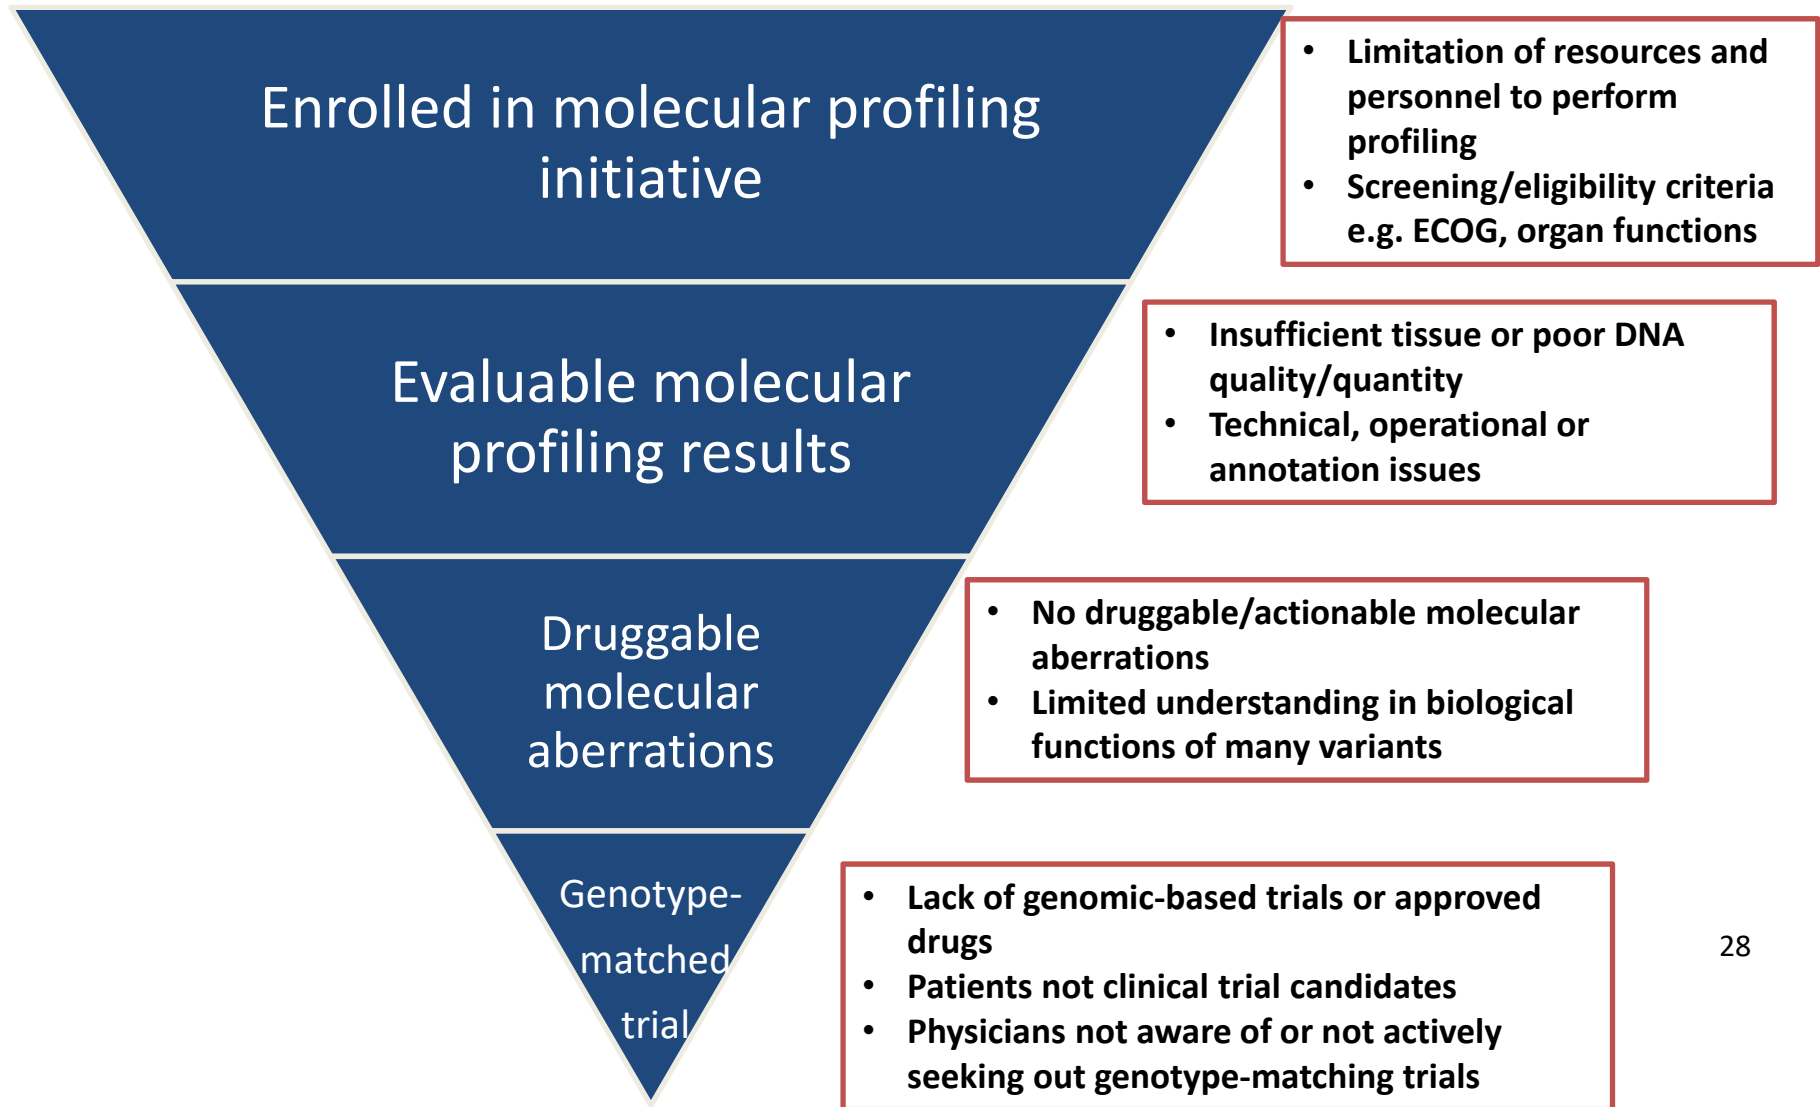 Enrolled in molecular profiling
initiative
• Limitation of resources and
personnel to perform
profiling
• Screening/eligibility criteria
e.g. ECOG, organ functions
Evaluable molecular
profiling results
• Insufficient tissue or poor DNA
quality/quantity
• Technical, operational or
annotation issues
Druggable
molecular
aberrations
• No druggable/actionable molecular
aberrations
• Limited understanding in biological
functions of many variants
Genotype-
matched
trial
• Lack of genomic-based trials or approved
drugs
• Patients not clinical trial candidates
• Physicians not aware of or not actively
seeking out genotype-matching trials
28